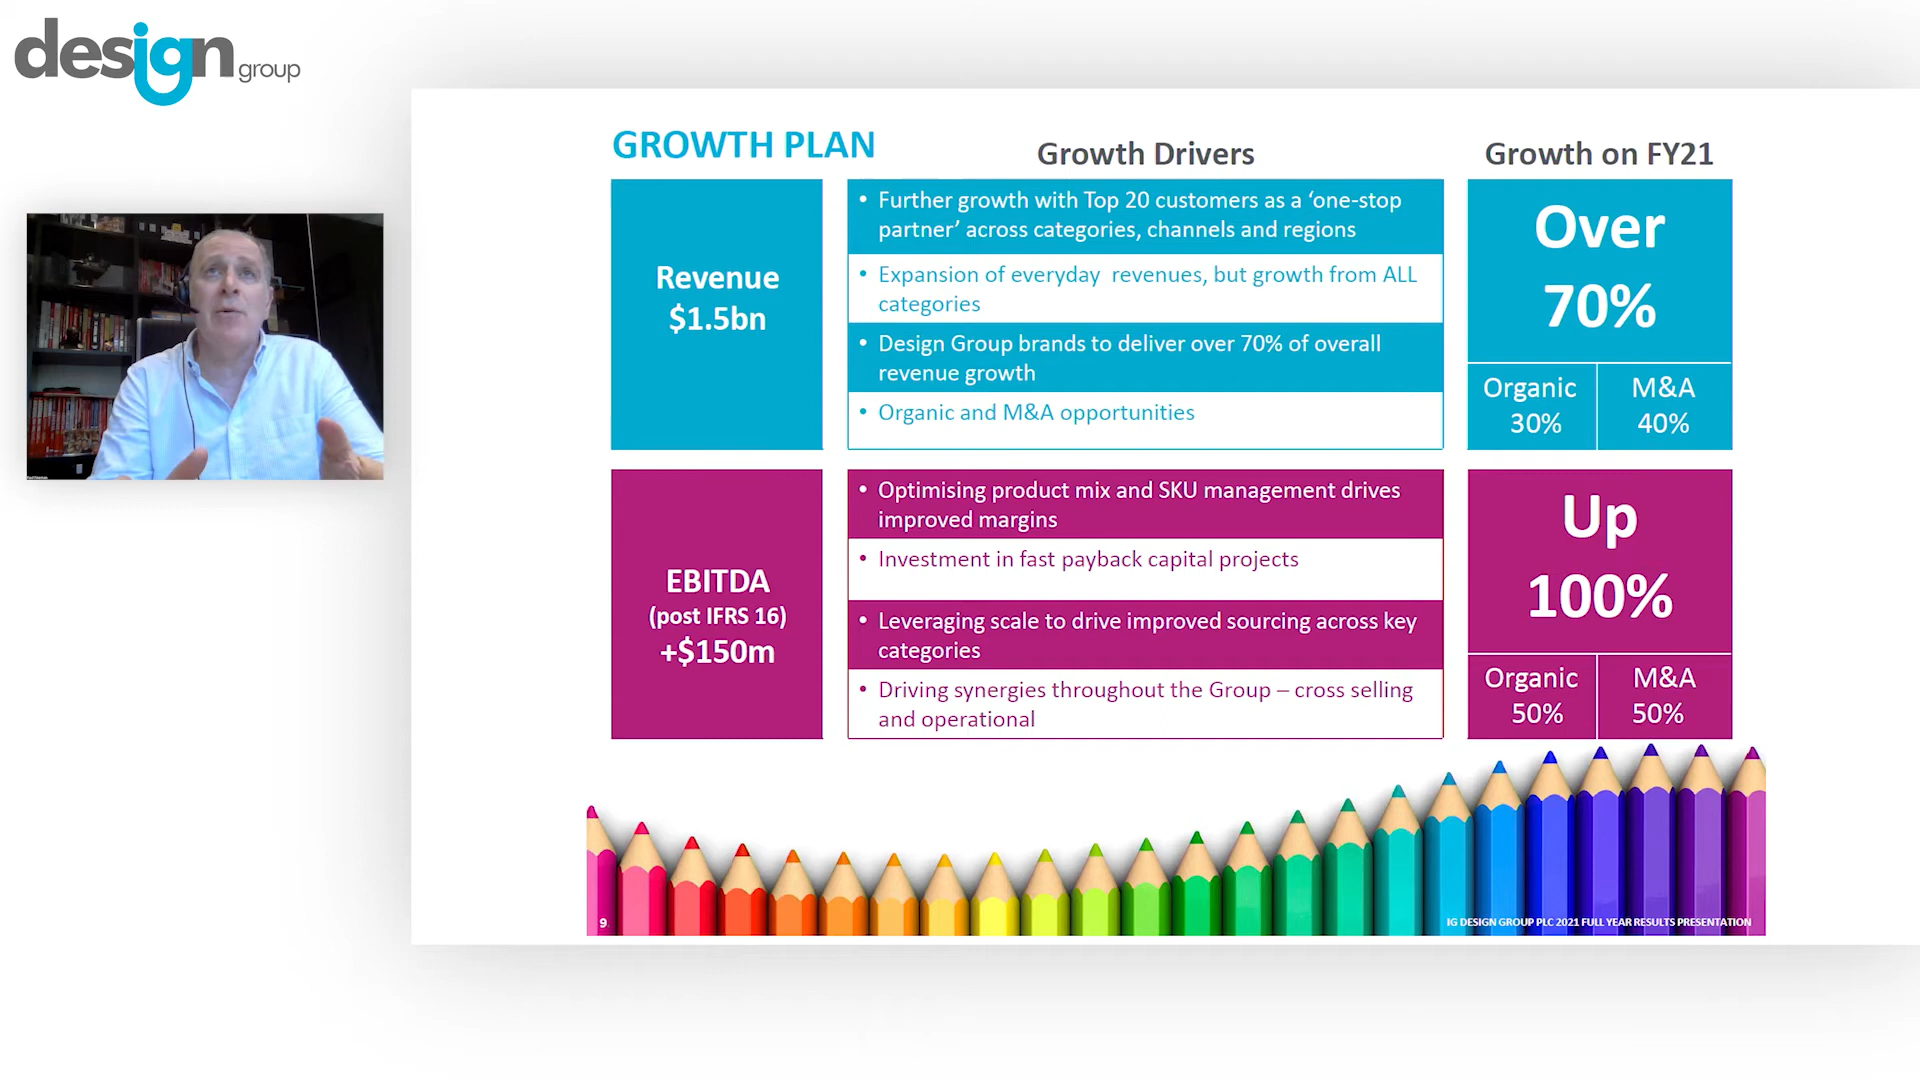 design group
GROWTH PLAN
Growth Drivers
Growth on FY21
Revenue
$1.5bn
• Further growth with Top 20 customers as a ‘one-stop
partner’ across categories, channels and regions
• Expansion of everyday revenues, but growth from ALL
categories
• Design Group brands to deliver over 70% of overall
revenue growth
• Organic and M&A opportunities
Over
70%
Organic
30%
M&A
40%
EBITDA
(post IFRS 16)
+$150m
• Optimising product mix and SKU management drives
improved margins
• Investment in fast payback capital projects
• Leveraging scale to drive improved sourcing across key
categories
• Driving synergies throughout the Group – cross selling
and operational
Up
100%
Organic
50%
M&A
50%
9
IG DESIGN GROUP PLC 2021 FULL YEAR RESULTS PRESENTATION